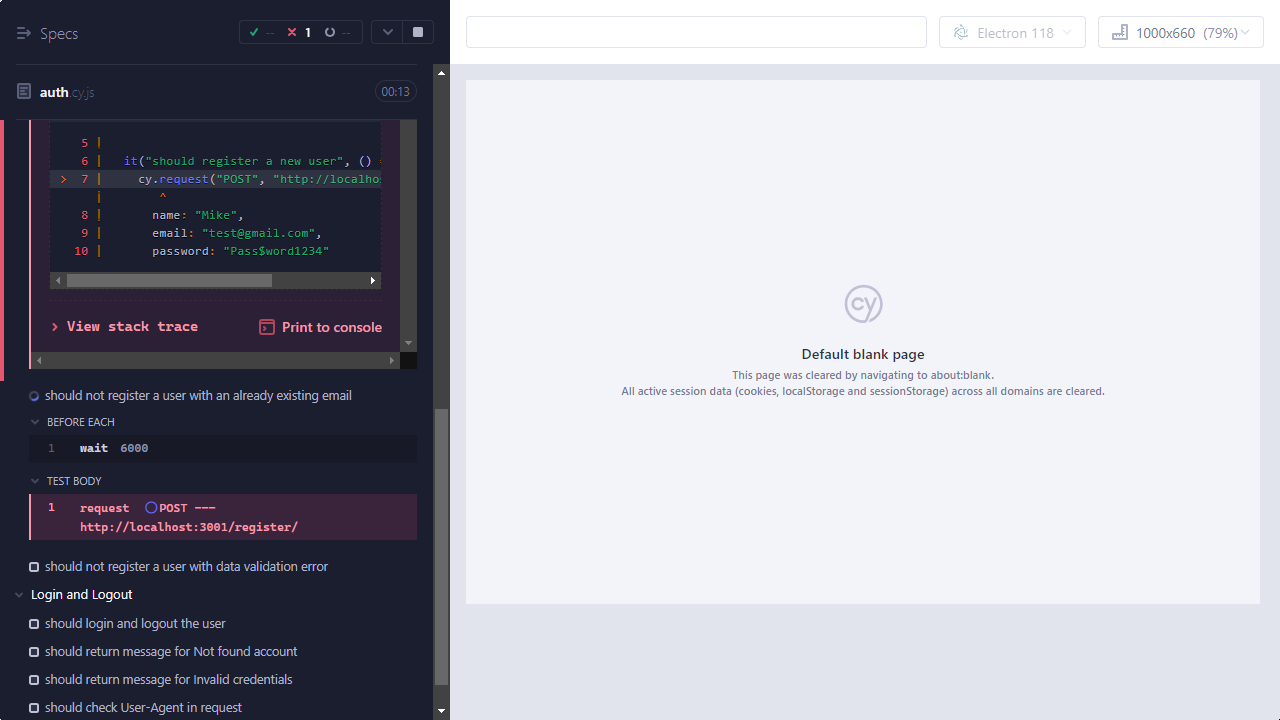 Specs
--
1
--
Electron 118
1000x660 (79%)
auth.cy.js
00:13
5 |
6 | it("should register a new user", ()
> 7 | cy.request("POST", "http://localho
| ^
8 | name: "Mike",
9 | email: "test@gmail.com",
10 | password: "Pass$word1234"
View stack trace
Print to console
should not register a user with an already existing email
BEFORE EACH
1 wait 6000
TEST BODY
1 request POST ---
http://localhost:3001/register/
should not register a user with data validation error
Login and Logout
should login and logout the user
should return message for Not found account
should return message for Invalid credentials
should check User-Agent in request
cy
Default blank page
This page was cleared by navigating to about:blank.
All active session data (cookies, localStorage and sessionStorage) across all domains are cleared.